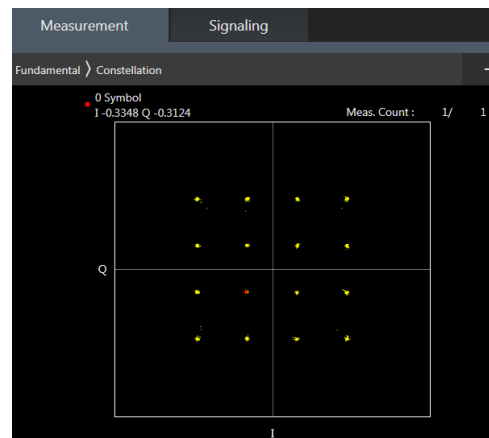 Measurement Signaling
Fundamental 〉 Constellation
0 Symbol
I -0.3348 Q -0.3124 Meas. Count : 1/ 1
Q
I